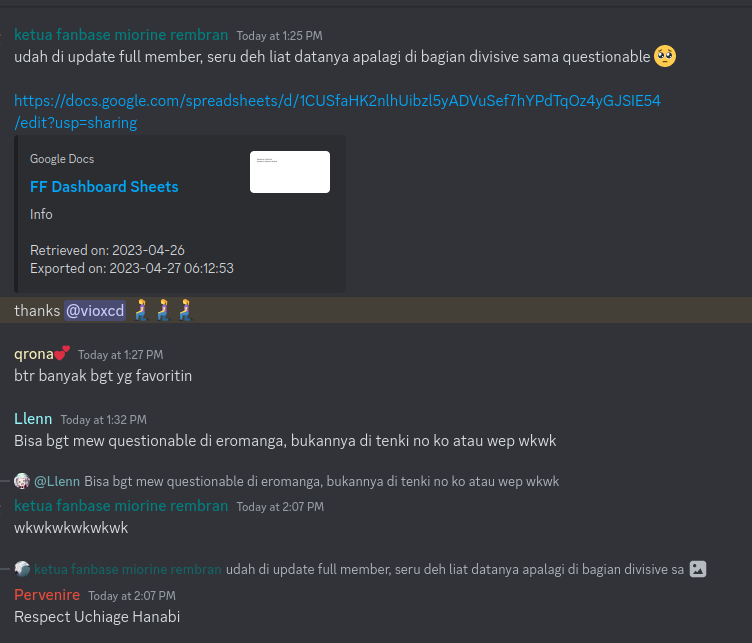 ketua fanbase miorine rembran Today at 1:25 PM
udah di update full member, seru deh liat datanya apalagi di bagian divisive sama questionable 🥺
https://docs.google.com/spreadsheets/d/1CUSfaHK2nlhUibzl5yADVuSef7hYPdTqOz4yGJSIE54
/edit?usp=sharing
Google Docs
FF Dashboard Sheets
Info
Retrieved on: 2023-04-26
Exported on: 2023-04-27 06:12:53
thanks @vioxcd 🧎‍♀️🧎‍♀️🧎‍♀️
qrona💕 Today at 1:27 PM
btr banyak bgt yg favoritin
Llenn Today at 1:32 PM
Bisa bgt mew questionable di eromanga, bukannya di tenki no ko atau wep wkwk
@Llenn Bisa bgt mew questionable di eromanga, bukannya di tenki no ko atau wep wkwk
ketua fanbase miorine rembran Today at 2:07 PM
wkwkwkwkwkwk
ketua fanbase miorine rembran udah di update full member, seru deh liat datanya apalagi di bagian divisive sa
Pervenire Today at 2:07 PM
Respect Uchiage Hanabi